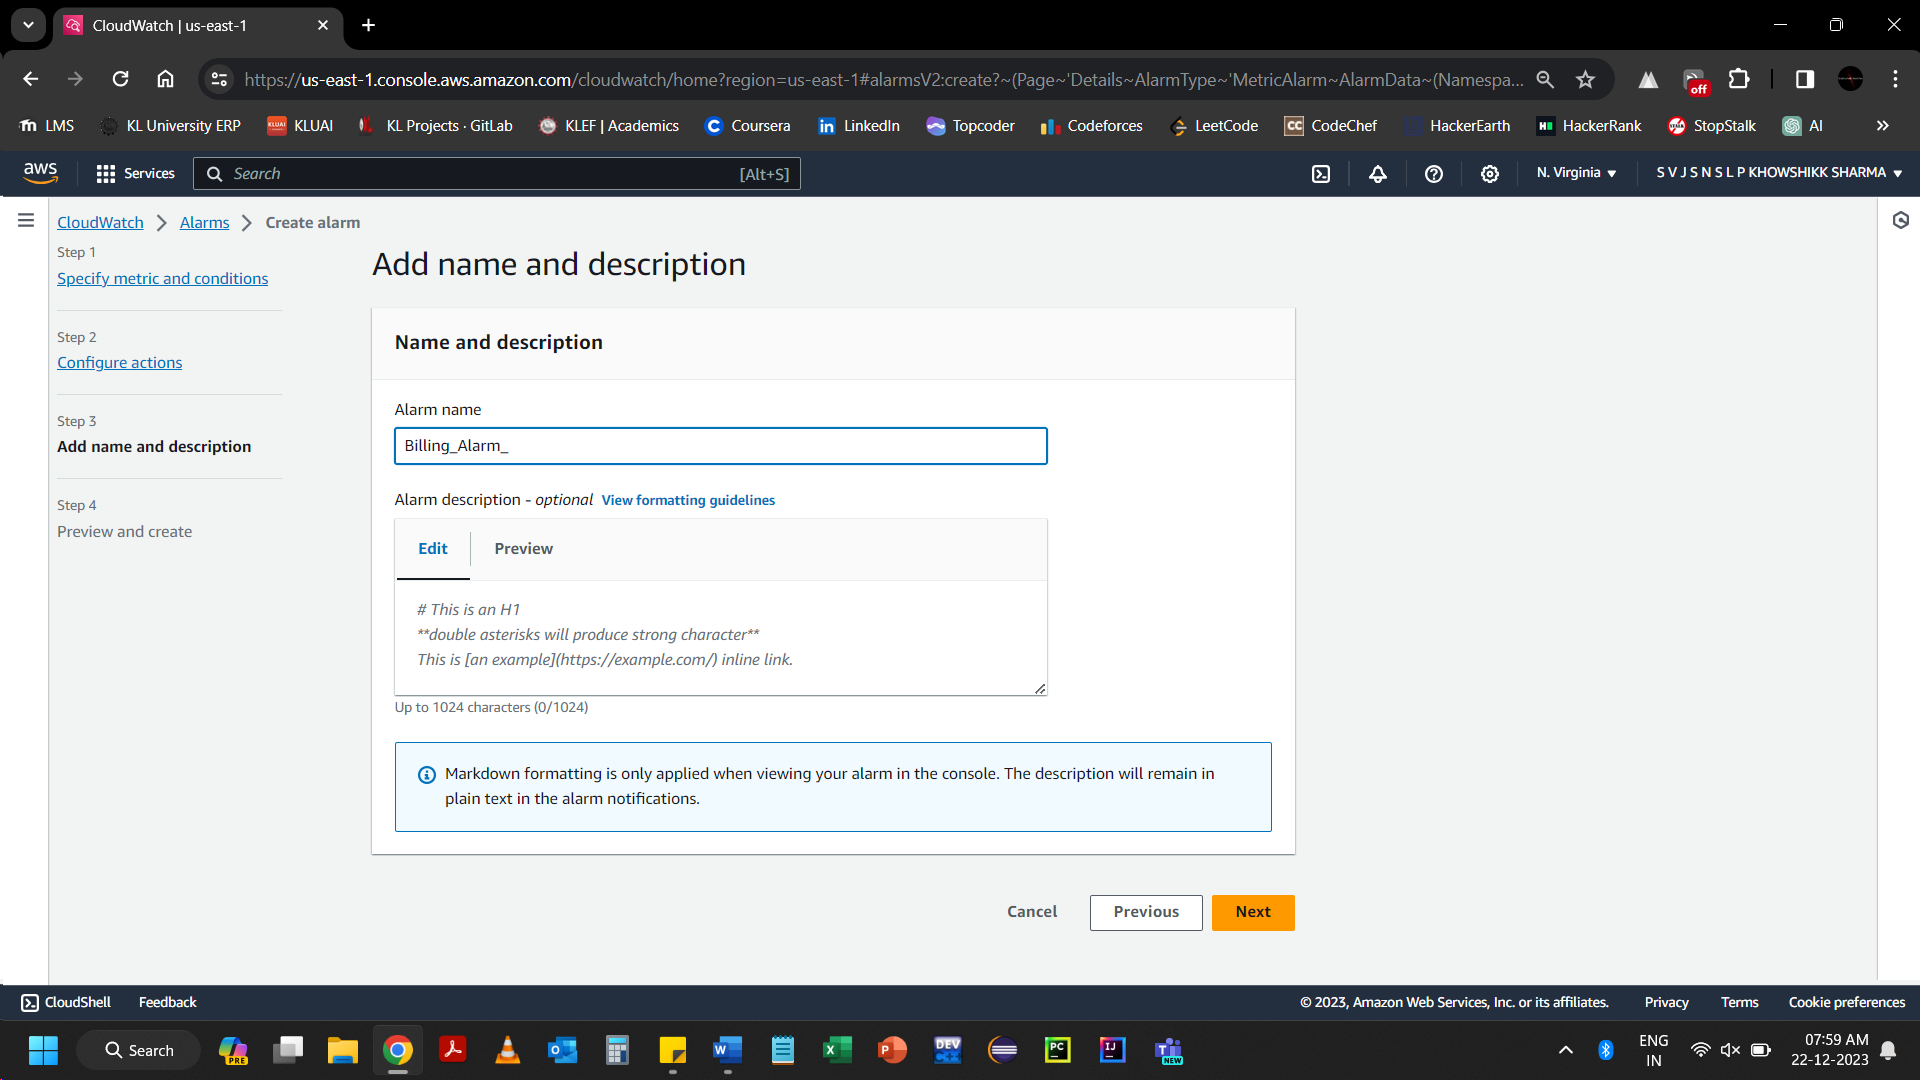 CloudWatch | us-east-1
https://us-east-1.console.aws.amazon.com/cloudwatch/home?region=us-east-1#alarmsV2:create?~(Page~'Details~AlarmType~'MetricAlarm~AlarmData~(Namespa...
off
LMS KL University ERP KLUAI KL Projects · GitLab KLEF | Academics Coursera LinkedIn Topcoder Codeforces LeetCode CodeChef HackerEarth HackerRank StopStalk AI
aws Services Search [Alt+S] N. Virginia S V J S N S L P KHOWSHIKK SHARMA
CloudWatch Alarms Create alarm
Step 1
Specify metric and conditions
Step 2
Configure actions
Step 3
Add name and description
Step 4
Preview and create
Add name and description
Name and description
Alarm name
Billing_Alarm_
Alarm description - optional View formatting guidelines
Edit Preview
# This is an H1
**double asterisks will produce strong character**
This is [an example](https://example.com/) inline link.
Up to 1024 characters (0/1024)
Markdown formatting is only applied when viewing your alarm in the console. The description will remain in
plain text in the alarm notifications.
Cancel Previous Next
CloudShell Feedback © 2023, Amazon Web Services, Inc. or its affiliates. Privacy Terms Cookie preferences
Search
ENG
IN
07:59 AM
22-12-2023